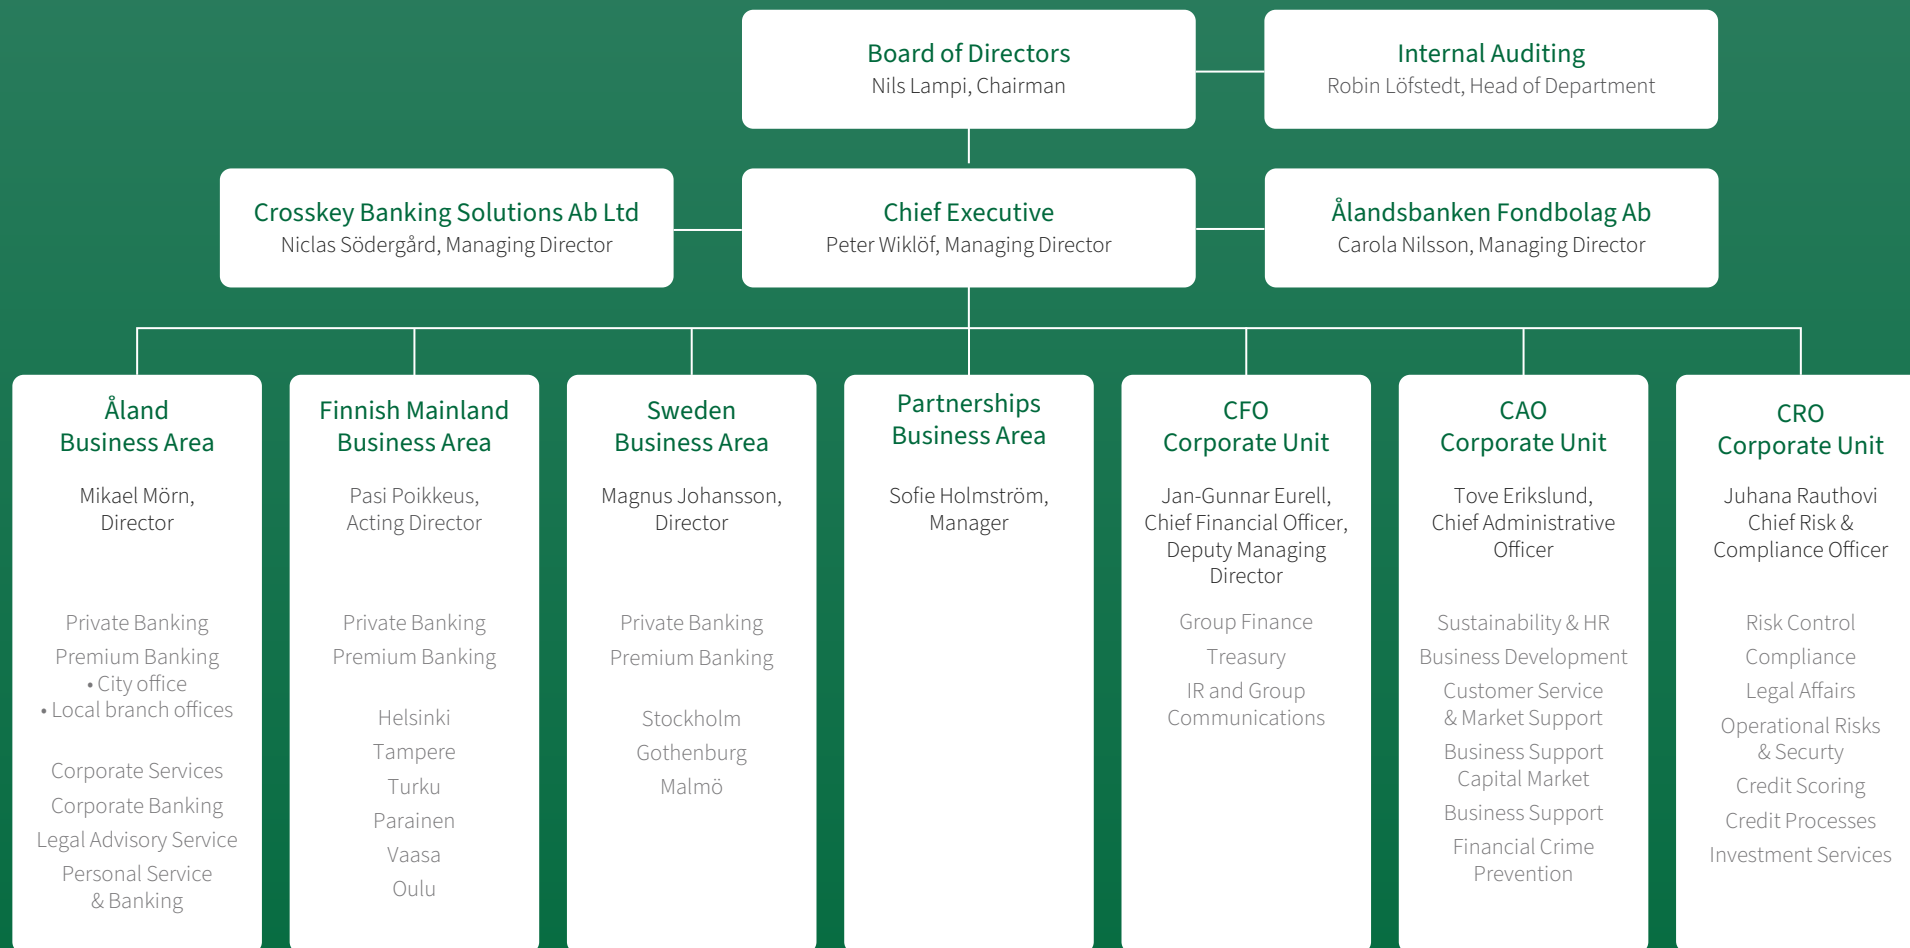 Board of Directors
Nils Lampi, Chairman
Internal Auditing
Robin Löfstedt, Head of Department
Crosskey Banking Solutions Ab Ltd
Niclas Södergård, Managing Director
Chief Executive
Peter Wiklöf, Managing Director
Ålandsbanken Fondbolag Ab
Carola Nilsson, Managing Director
Åland
Business Area
Mikael Mörn,
Director
Private Banking
Premium Banking
• City office
• Local branch offices
Corporate Services
Corporate Banking
Legal Advisory Service
Personal Service
& Banking
Finnish Mainland
Business Area
Pasi Poikkeus,
Acting Director
Private Banking
Premium Banking
Helsinki
Tampere
Turku
Parainen
Vaasa
Oulu
Sweden
Business Area
Magnus Johansson,
Director
Private Banking
Premium Banking
Stockholm
Gothenburg
Malmö
Partnerships
Business Area
Sofie Holmström,
Manager
CFO
Corporate Unit
Jan-Gunnar Eurell,
Chief Financial Officer,
Deputy Managing
Director
Group Finance
Treasury
IR and Group
Communications
CAO
Corporate Unit
Tove Erikslund,
Chief Administrative
Officer
Sustainability & HR
Business Development
Customer Service
& Market Support
Business Support
Capital Market
Business Support
Financial Crime
Prevention
CRO
Corporate Unit
Juhana Rauthovi
Chief Risk &
Compliance Officer
Risk Control
Compliance
Legal Affairs
Operational Risks
& Securty
Credit Scoring
Credit Processes
Investment Services